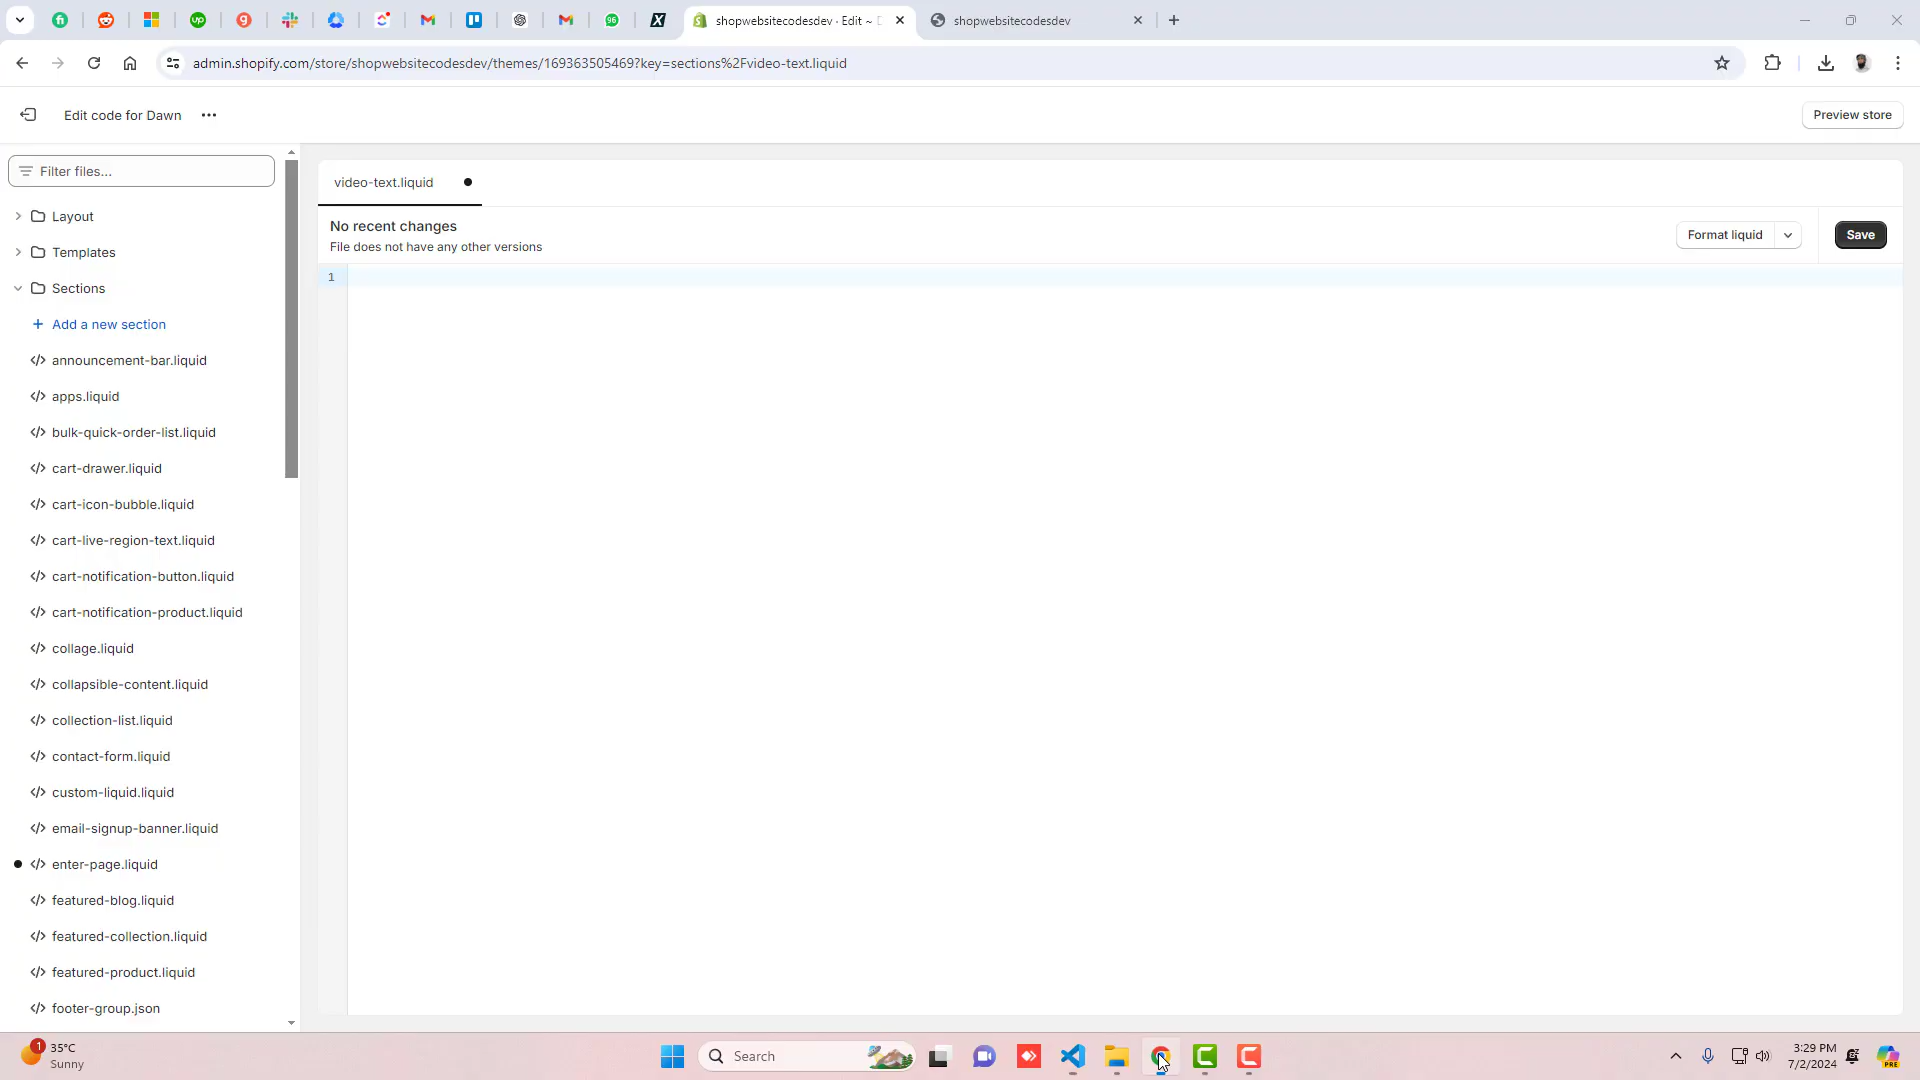 shopwebsitecodesdev · Edit ~ D
shopwebsitecodesdev
admin.shopify.com/store/shopwebsitecodesdev/themes/169363505469?key=sections%2Fvideo-text.liquid
Edit code for Dawn
Preview store
Filter files...
Layout
Templates
Sections
Add a new section
announcement-bar.liquid
apps.liquid
bulk-quick-order-list.liquid
cart-drawer.liquid
cart-icon-bubble.liquid
cart-live-region-text.liquid
cart-notification-button.liquid
cart-notification-product.liquid
collage.liquid
collapsible-content.liquid
collection-list.liquid
contact-form.liquid
custom-liquid.liquid
email-signup-banner.liquid
enter-page.liquid
featured-blog.liquid
featured-collection.liquid
featured-product.liquid
footer-group.json
video-text.liquid
No recent changes
File does not have any other versions
Format liquid
Save
1
1
35°C
Sunny
Search
3:29 PM
7/2/2024
PRE